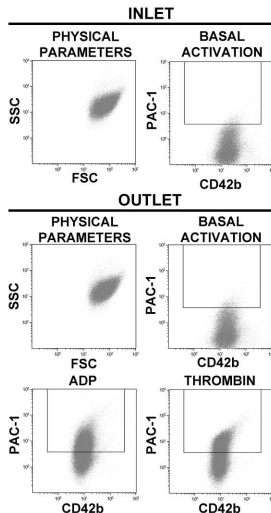 INLET
PHYSICAL PARAMETERS
BASAL ACTIVATION
SSC
FSC
PAC-1
CD42b
OUTLET
PHYSICAL PARAMETERS
BASAL ACTIVATION
SSC
FSC
PAC-1
CD42b
ADP
THROMBIN
PAC-1
CD42b
PAC-1
CD42b